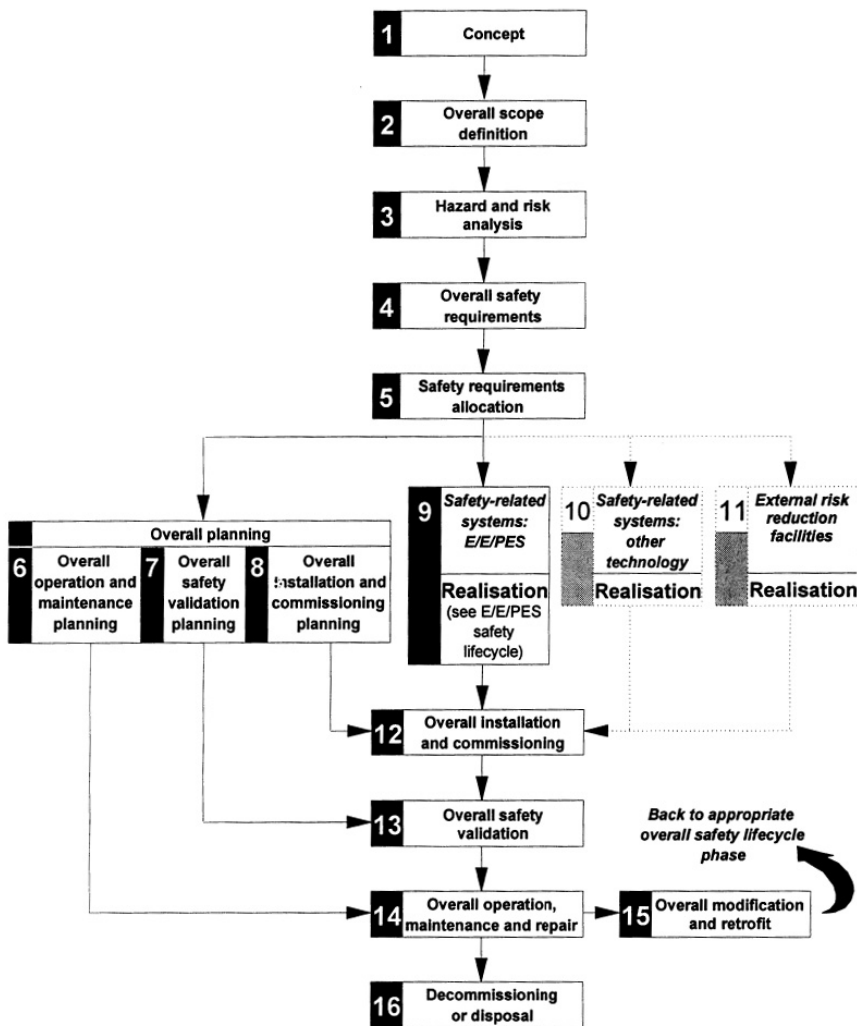 1
Concept
2
Overall scope
definition
3
Hazard and risk
analysis
4
Overall safety
requirements
5
Safety requirements
allocation
Overall planning
6
Overall
operation and
maintenance
planning
7
Overall
safety
validation
planning
8
Overall
installation and
commissioning
planning
9
Safety-related
systems:
E/E/PES
Realisation
(see E/E/PES
safety
lifecycle)
10
Safety-related
systems:
other
technology
Realisation
11
External risk
reduction
facilities
Realisation
12
Overall installation
and commissioning
13
Overall safety
validation
Back to appropriate
overall safety lifecycle
phase
14
Overall operation,
maintenance and repair
15
Overall modification
and retrofit
16
Decommissioning
or disposal